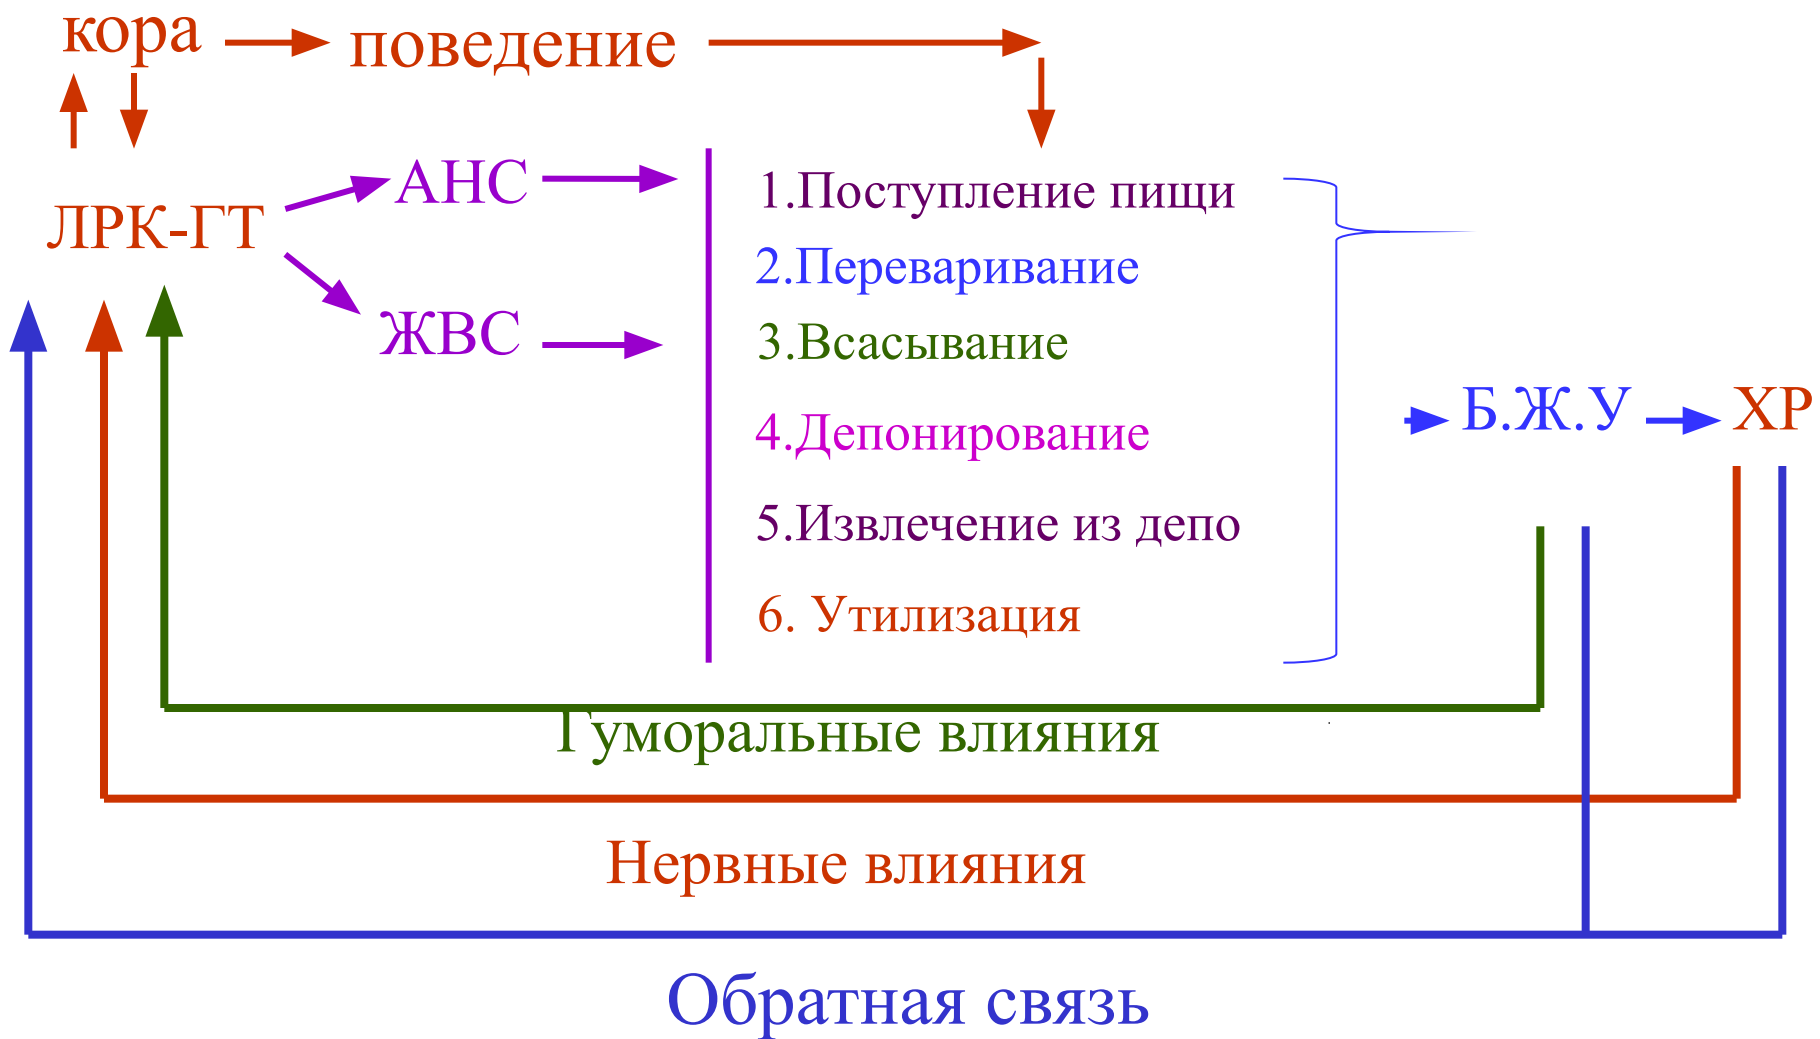 кора
поведение
АНС
ЛРК-ГТ
ЖВС
1.Поступление пищи
2.Переваривание
3.Всасывание
4.Депонирование
5.Извлечение из депо
6. Утилизация
Б.Ж.У
ХР
Гуморальные влияния
Нервные влияния
Обратная связь